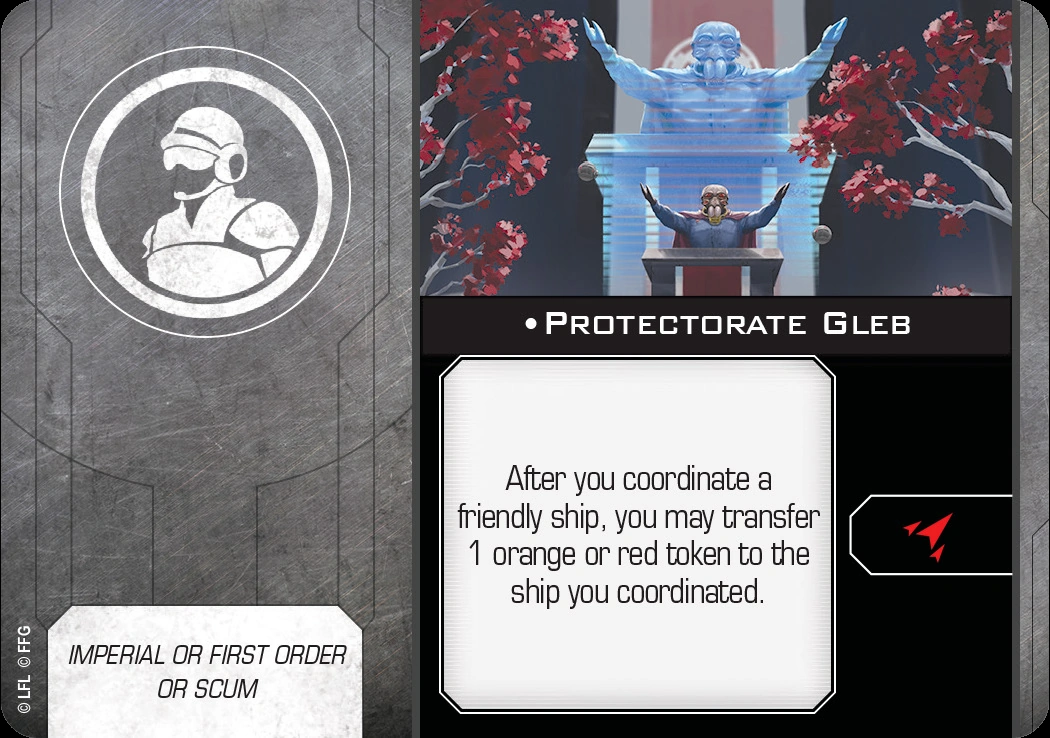 •Protectorate Gleb
After you coordinate a
friendly ship, you may transfer
1 orange or red token to the
ship you coordinated.
IMPERIAL OR FIRST ORDER
OR SCUM
© LFL © FFG